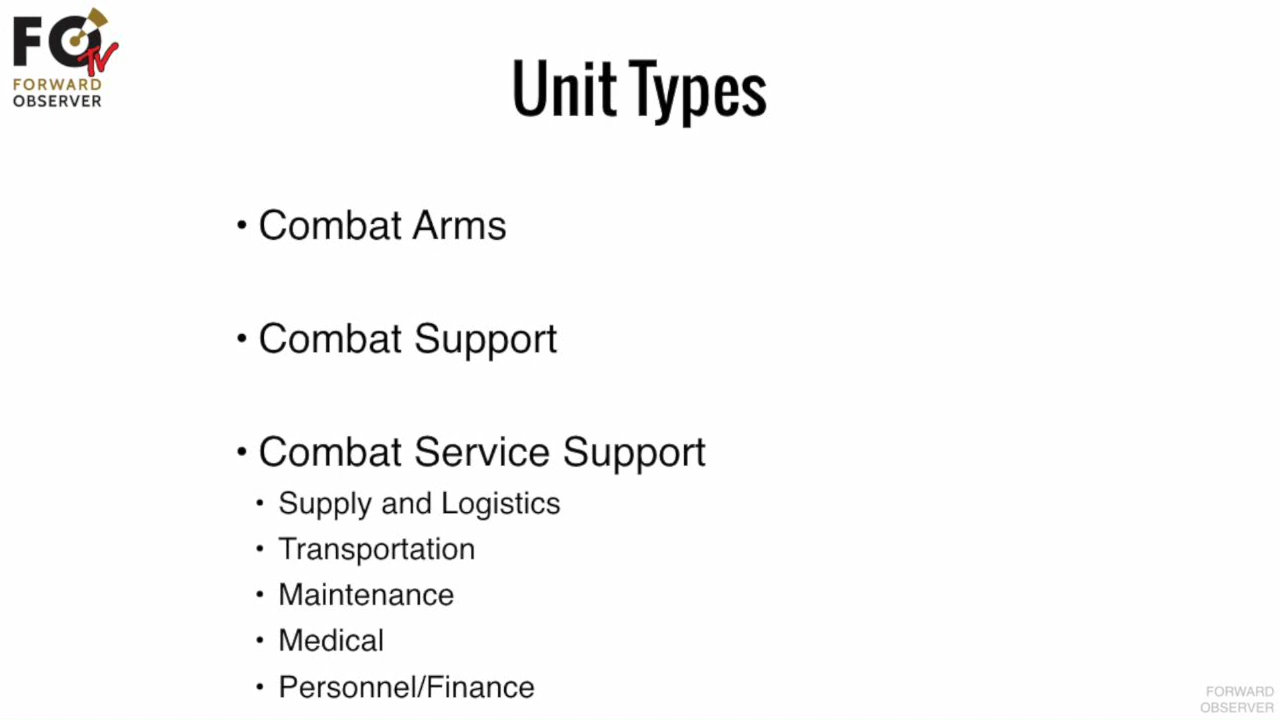 FO
TV
FORWARD
OBSERVER
Unit Types
• Combat Arms
• Combat Support
• Combat Service Support
• Supply and Logistics
• Transportation
• Maintenance
• Medical
• Personnel/Finance
FORWARD
OBSERVER